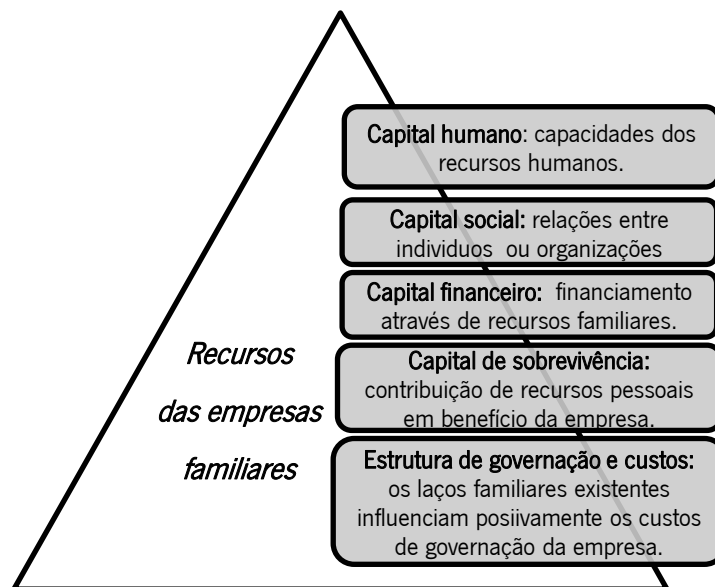 Capital humano: capacidades dos
recursos humanos.
Capital social: relações entre
individuos ou organizações
Capital financeiro: financiamento
através de recursos familiares.
Capital de sobrevivência:
contribuição de recursos pessoais
em benefício da empresa.
Estrutura de governação e custos:
os laços familiares existentes
influenciam posiivamente os custos
de governação da empresa.
Recursos
das empresas
familiares